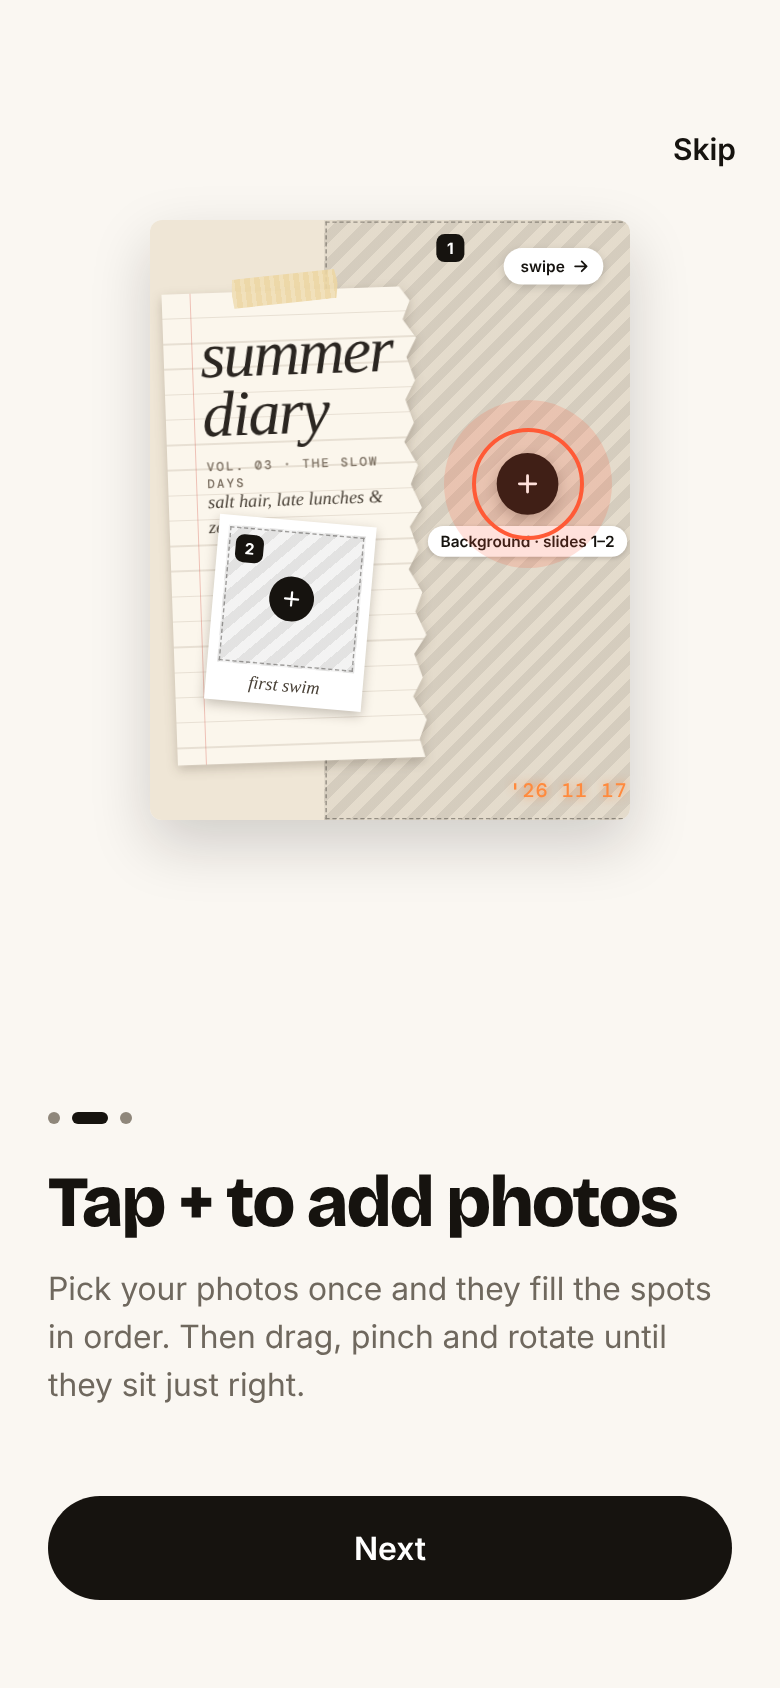 Skip
1
swipe →
summer
diary
VOL. 03 · THE SLOW
DAYS
salt hair, late lunches &
+
Background · slides 1–2
2
+
first swim
'26 11 17
Tap + to add photos
Pick your photos once and they fill the spots
in order. Then drag, pinch and rotate until
they sit just right.
Next